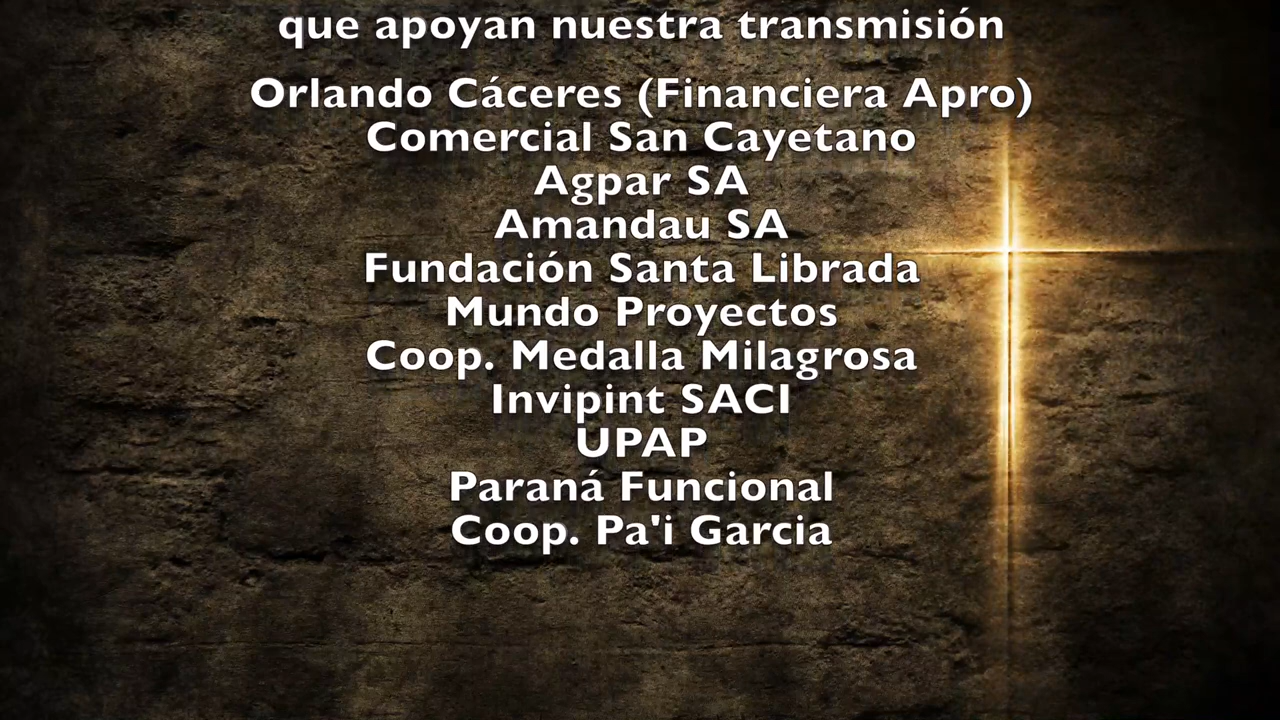 que apoyan nuestra transmisión
Orlando Cáceres (Financiera Apro)
Comercial San Cayetano
Agpar SA
Amandau SA
Fundación Santa Librada
Mundo Proyectos
Coop. Medalla Milagrosa
Invipint SACI
UPAP
Paraná Funcional
Coop. Pa'i Garcia